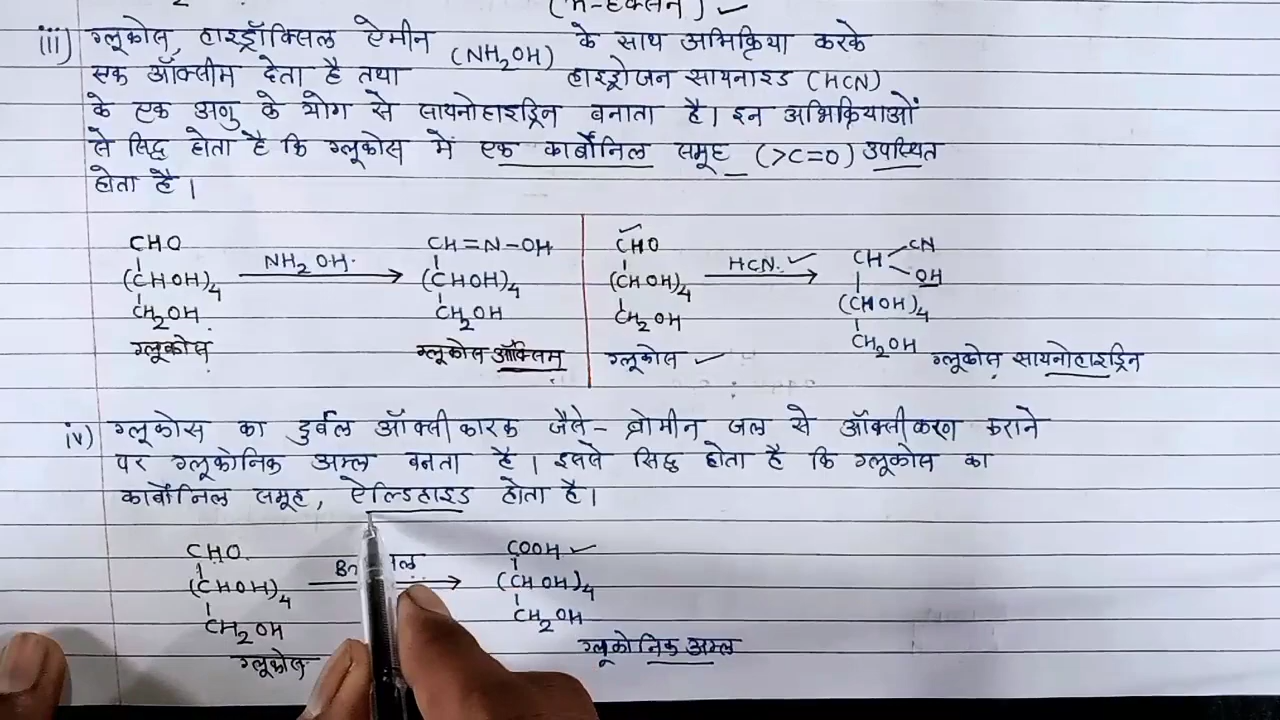 (n-हेक्सेन) ✓
iii) ग्लूकोस, हाइड्रॉक्सिल ऐमीन (NH₂OH) के साथ अभिक्रिया करके
एक ऑक्सीम देता है तथा हाइड्रोजन सायनाइड (HCN)
के एक अणु के योग से सायनोहाइड्रिन बनाता है। इन अभिक्रियाओं
से सिद्ध होता है कि ग्लूकोस में एक कार्बोनिल समूह (>C=O) उपस्थित
होता है।
CHO
(CHOH)₄
CH₂OH
ग्लूकोस
NH₂OH
CH=N-OH
(CHOH)₄
CH₂OH
ग्लूकोस ऑक्सिम
CHO
(CHOH)₄
CH₂OH
ग्लूकोस ✓
HCN ✓
CH CN
OH
(CHOH)₄
CH₂OH
ग्लूकोस सायनोहाइड्रिन
iv) ग्लूकोस का दुर्बल ऑक्सीकारक जैसे- ब्रोमीन जल से ऑक्सीकरण कराने
पर ग्लूकोनिक अम्ल बनता है। इससे सिद्ध होता है कि ग्लूकोस का
कार्बोनिल समूह, ऐल्डिहाइड होता है।
CHO
(CHOH)₄
CH₂OH
ग्लूकोस
COOH ✓
(CHOH)₄
CH₂OH
ग्लूकोनिक अम्ल